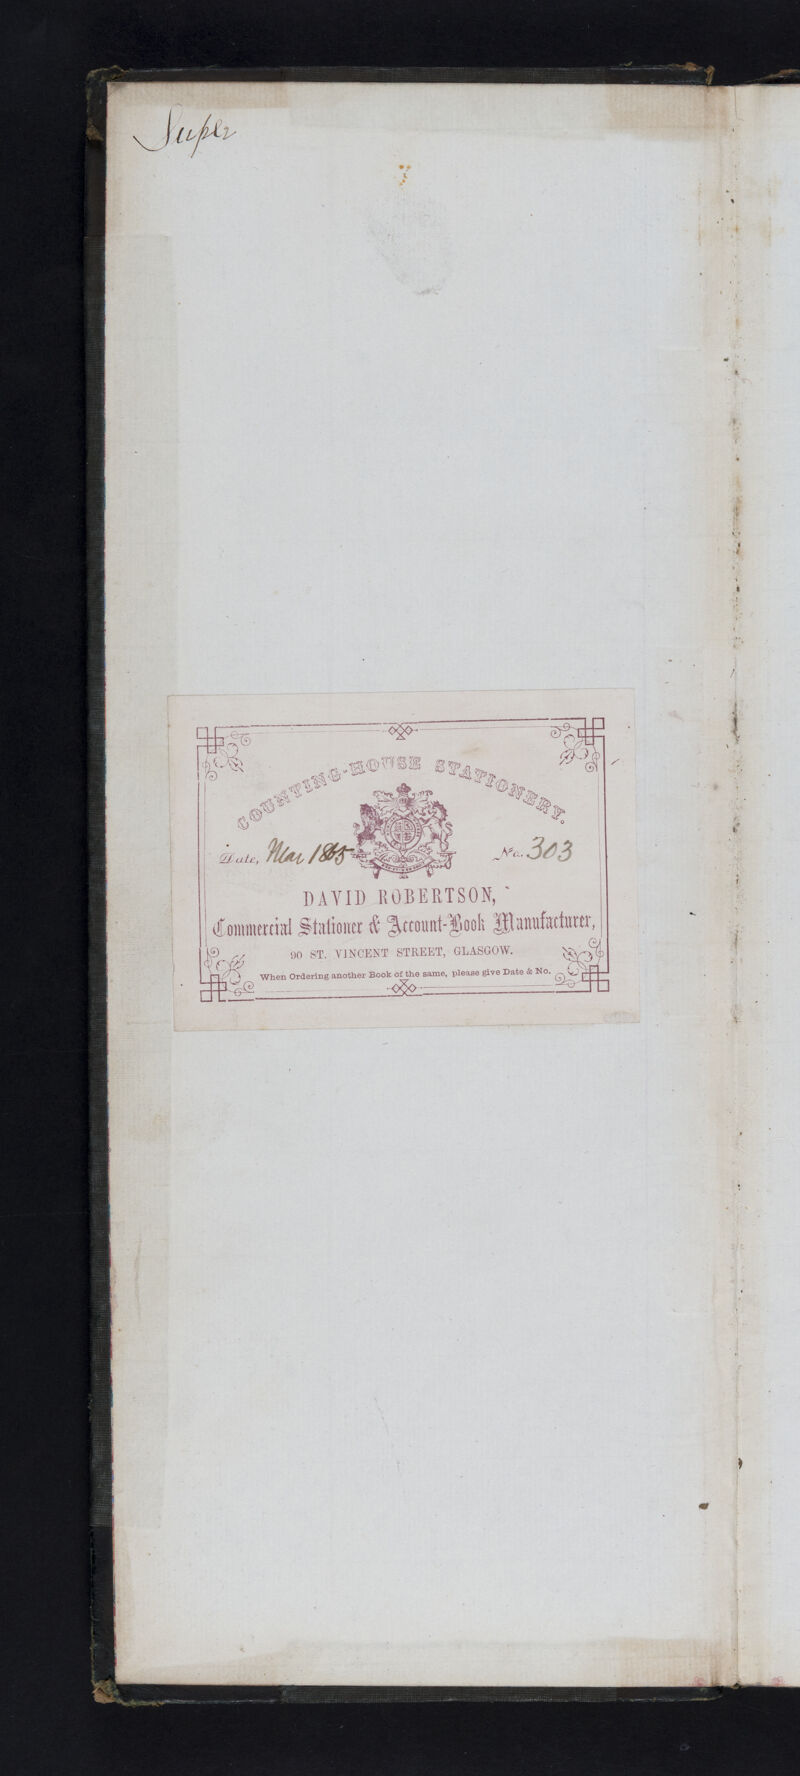 Super
COUNTING-HOUSE STATIONERY.
Date, Mar 1865 No. 303
DAVID ROBERTSON,
Commercial Stationer & Account-Book Manufacturer,
90 ST. VINCENT STREET, GLASGOW.
When Ordering another Book of the same, please give Date & No.